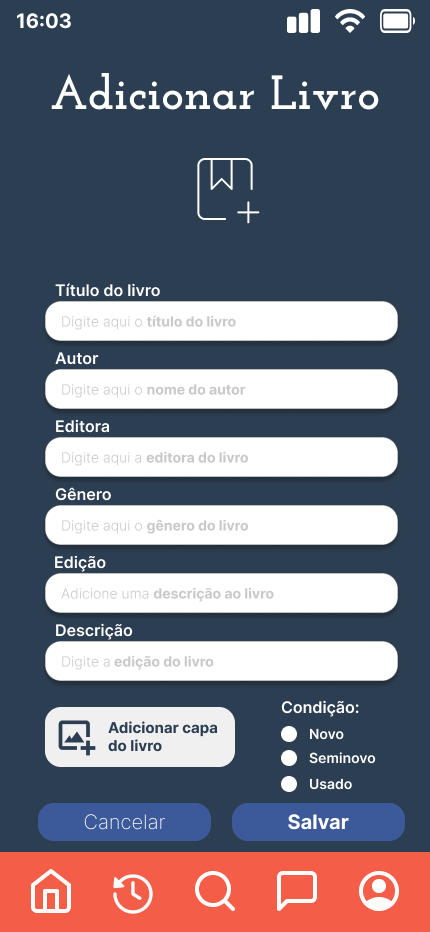 16:03
Adicionar Livro
Título do livro
Digite aqui o título do livro
Autor
Digite aqui o nome do autor
Editora
Digite aqui a editora do livro
Gênero
Digite aqui o gênero do livro
Edição
Adicione uma descrição ao livro
Descrição
Digite a edição do livro
Adicionar capa
do livro
Condição:
Novo
Seminovo
Usado
Cancelar
Salvar